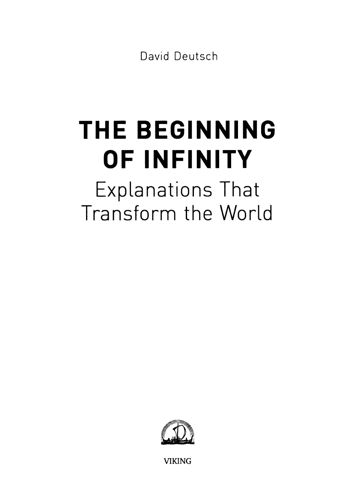 David Deutsch
THE BEGINNING
OF INFINITY
Explanations That
Transform the World
VIKING